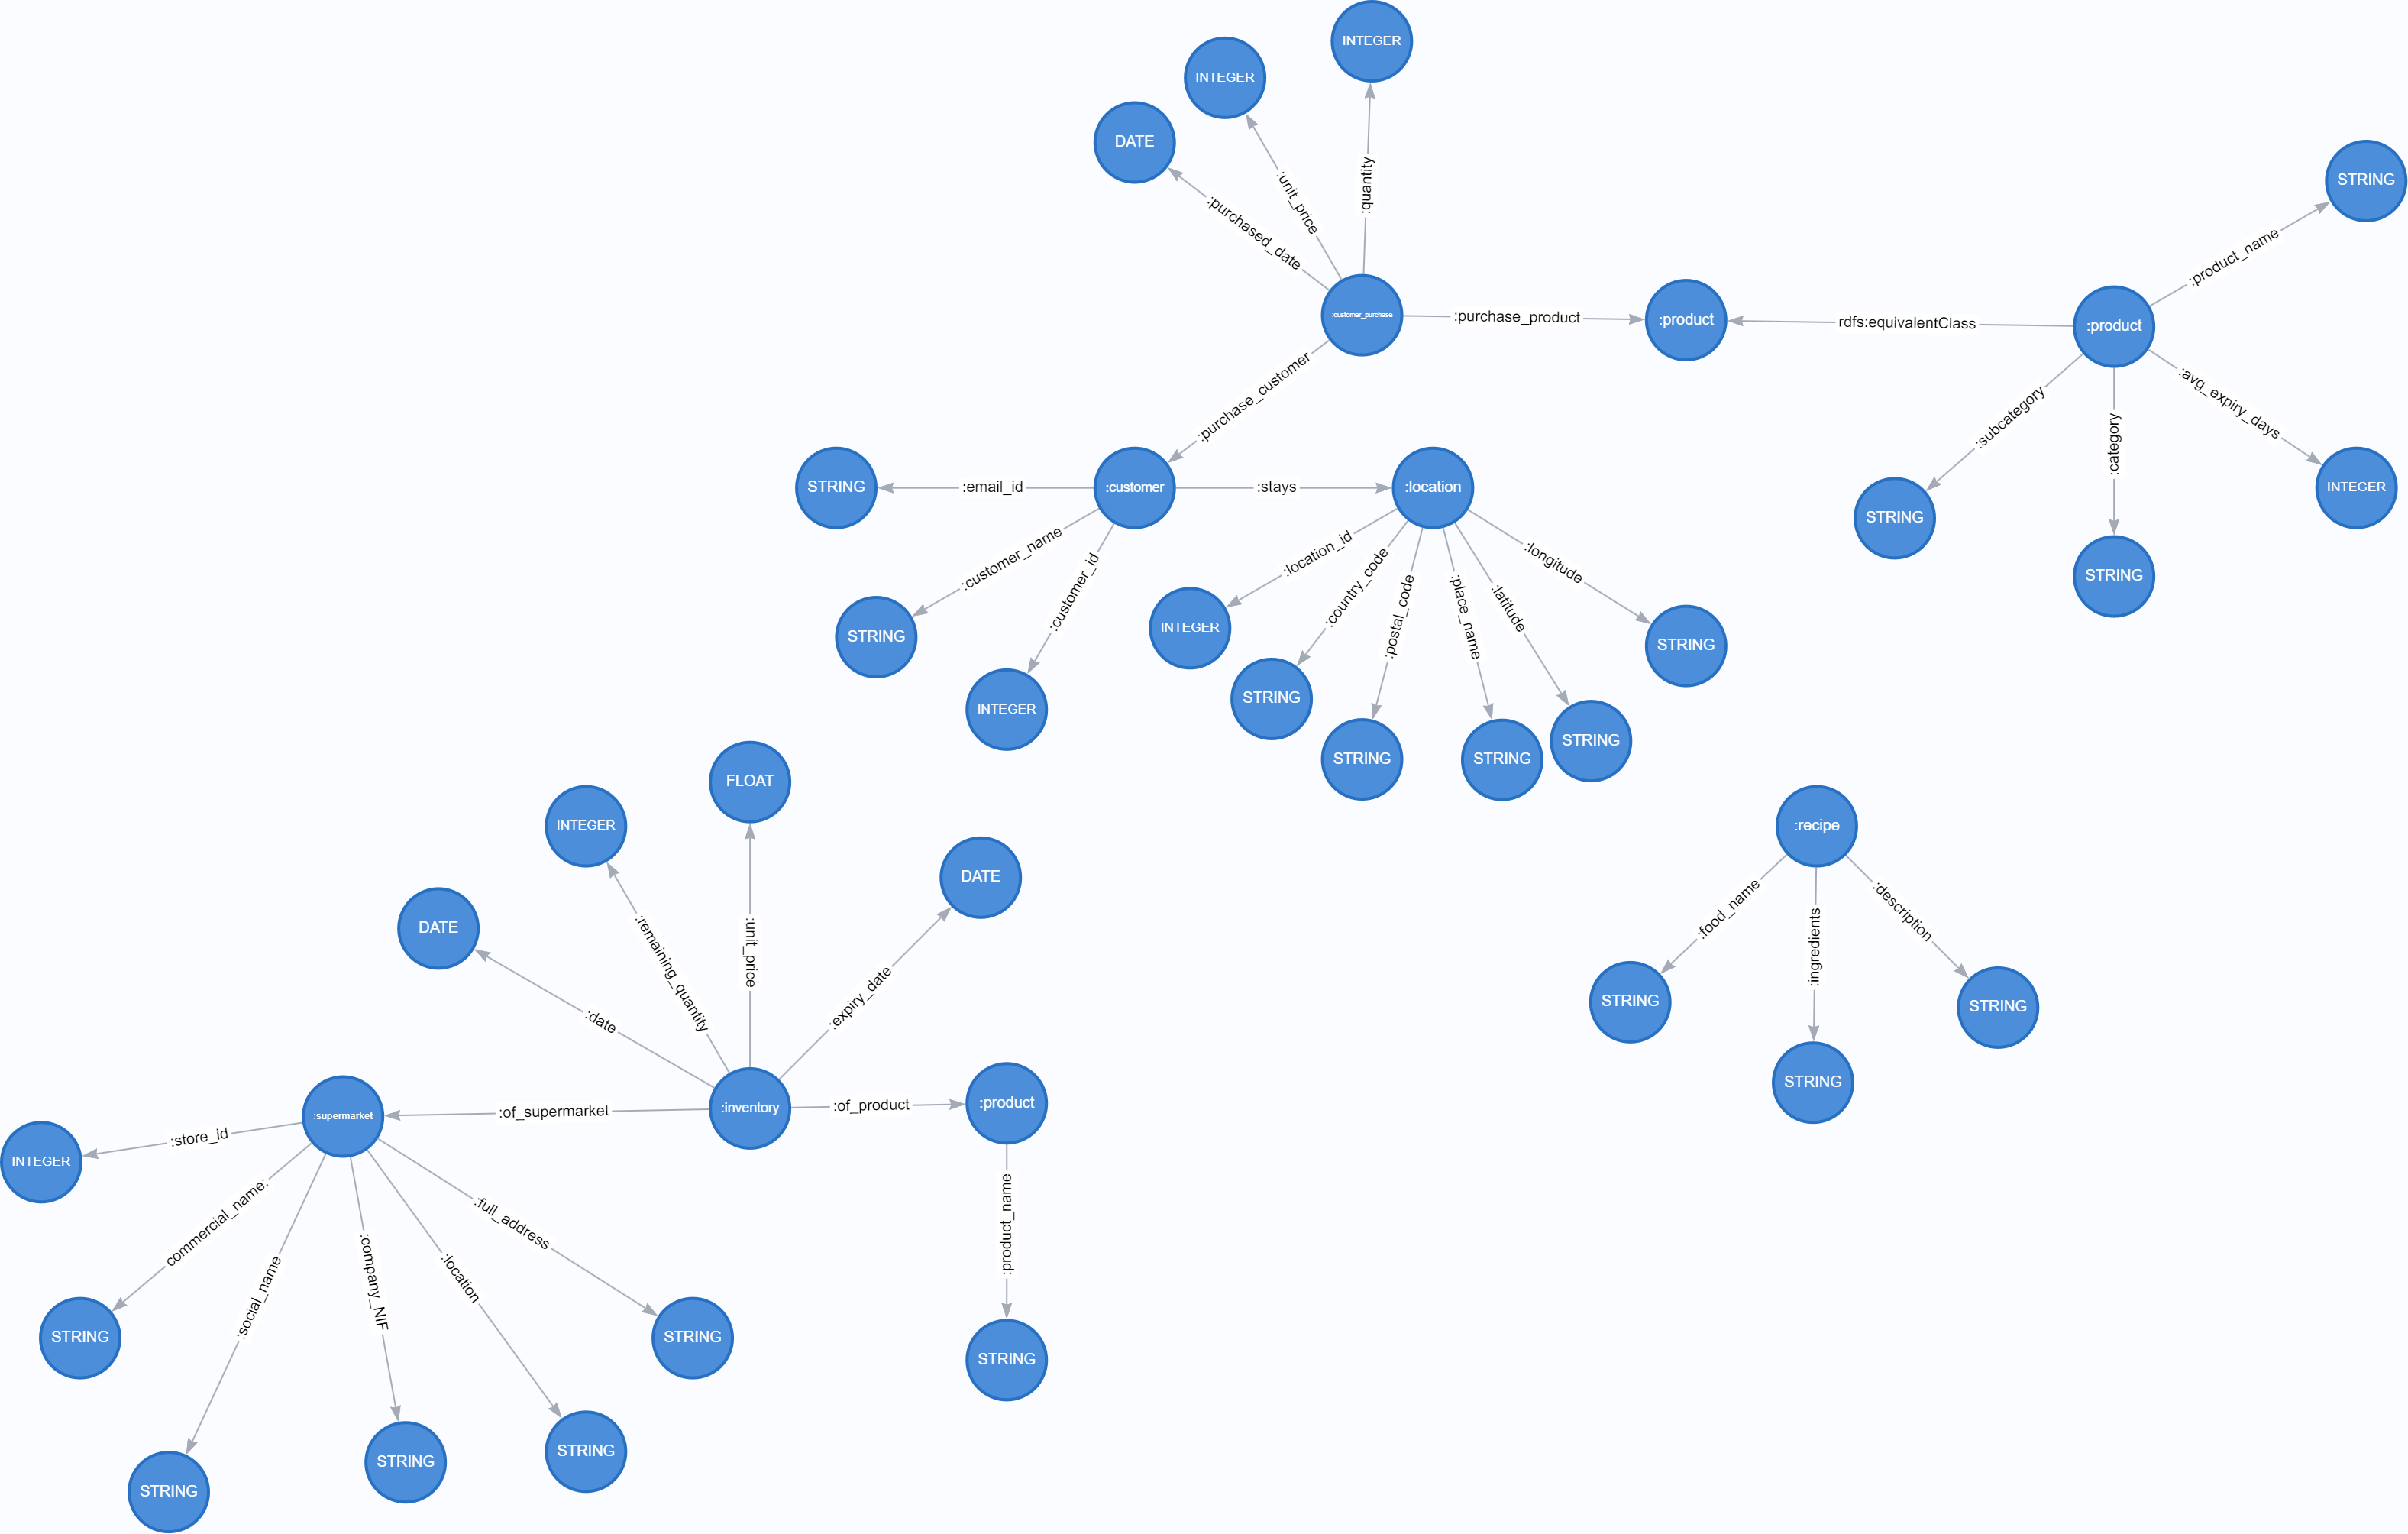 INTEGER
INTEGER
DATE
:quantity
:unit_price
:purchased_date
STRING
:product_name
:customer_purchase
:purchase_product
:product
rdfs:equivalentClass
:product
:purchase_customer
:subcategory
:category
:avg_expiry_days
STRING
:email_id
:customer
:stays
:location
STRING
STRING
INTEGER
:customer_name
:customer_id
:location_id
:country_code
:postal_code
:place_name
:latitude
:longitude
STRING
INTEGER
INTEGER
STRING
STRING
STRING
STRING
STRING
FLOAT
INTEGER
DATE
DATE
:date
:remaining_quantity
:unit_price
:expiry_date
:recipe
:food_name
:ingredients
:description
STRING
STRING
STRING
:supermarket
:of_supermarket
:inventory
:of_product
:product
:product_name
STRING
INTEGER
:store_id
commercial_name:
:social_name
:company_NIF
:location
:full_address
STRING
STRING
STRING
STRING
STRING